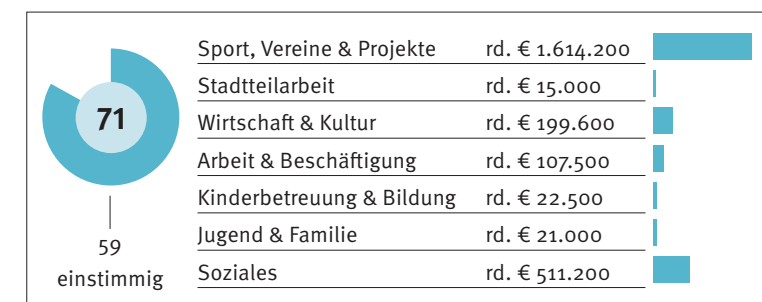 71
59
einstimmig
Sport, Vereine & Projekte rd. € 1.614.200
Stadtteilarbeit rd. € 15.000
Wirtschaft & Kultur rd. € 199.600
Arbeit & Beschäftigung rd. € 107.500
Kinderbetreuung & Bildung rd. € 22.500
Jugend & Familie rd. € 21.000
Soziales rd. € 511.200